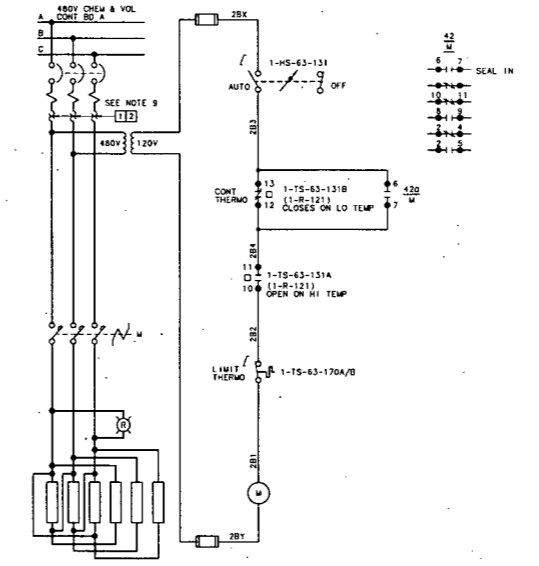 480V CHEM & VOL
CONT BD A
A
B
C
SEE NOTE 9
1 2
480V 120V
M
R
2BX
1-HS-63-131
AUTO OFF
2B3
13
12
CONT
THERMO
1-TS-63-131B
(1-R-121)
CLOSES ON LO TEMP
6
7
42a
M
2B4
11
10
1-TS-63-131A
(1-R-121)
OPEN ON HI TEMP
2B2
LIMIT
THERMO
1-TS-63-170A/B
2B1
M
2BY
42
M
6 7 SEAL IN
10 11
8 9
2 4
2 5